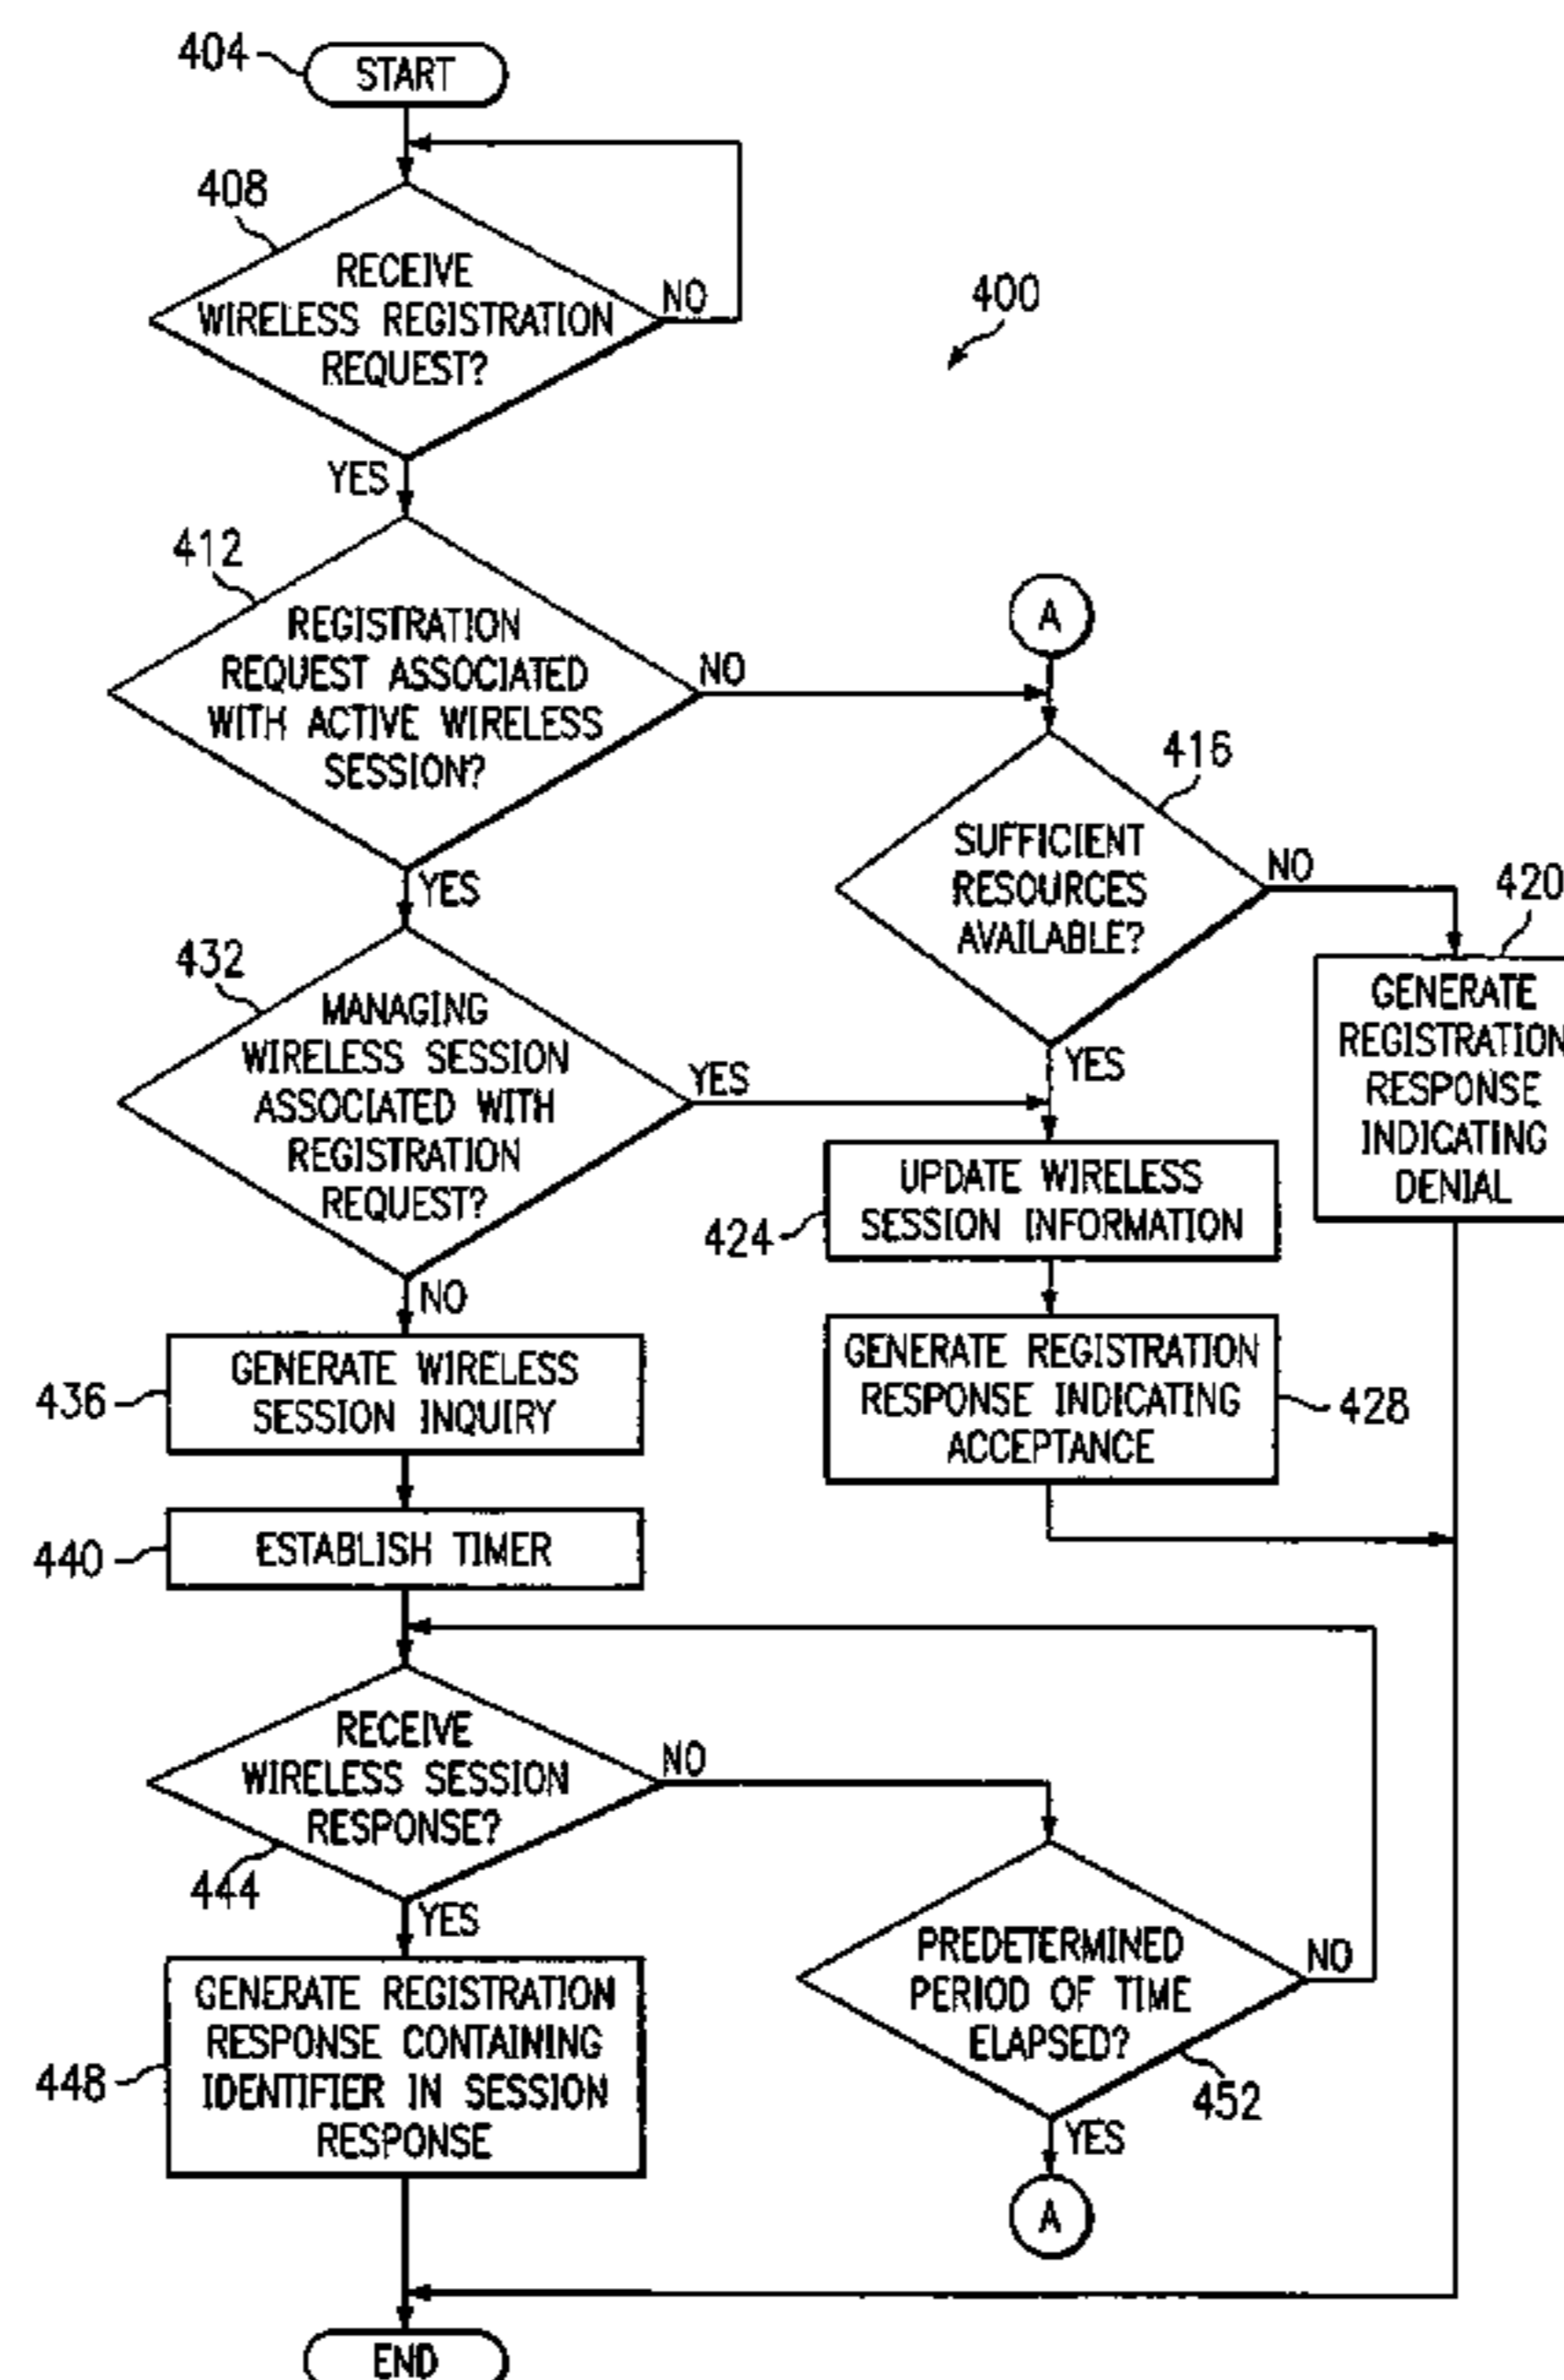 404
START
408
RECEIVE
WIRELESS REGISTRATION
REQUEST?
NO
400
YES
412
REGISTRATION
REQUEST ASSOCIATED
WITH ACTIVE WIRELESS
SESSION?
NO
A
416
SUFFICIENT
RESOURCES
AVAILABLE?
NO
420
GENERATE
REGISTRATION
RESPONSE
INDICATING
DENIAL
YES
YES
432
MANAGING
WIRELESS SESSION
ASSOCIATED WITH
REGISTRATION
REQUEST?
YES
424
UPDATE WIRELESS
SESSION INFORMATION
GENERATE REGISTRATION
RESPONSE INDICATING
ACCEPTANCE
428
NO
436
GENERATE WIRELESS
SESSION INQUIRY
440
ESTABLISH TIMER
RECEIVE
WIRELESS SESSION
RESPONSE?
444
NO
YES
PREDETERMINED
PERIOD OF TIME
ELAPSED?
NO
452
YES
A
448
GENERATE REGISTRATION
RESPONSE CONTAINING
IDENTIFIER IN SESSION
RESPONSE
END